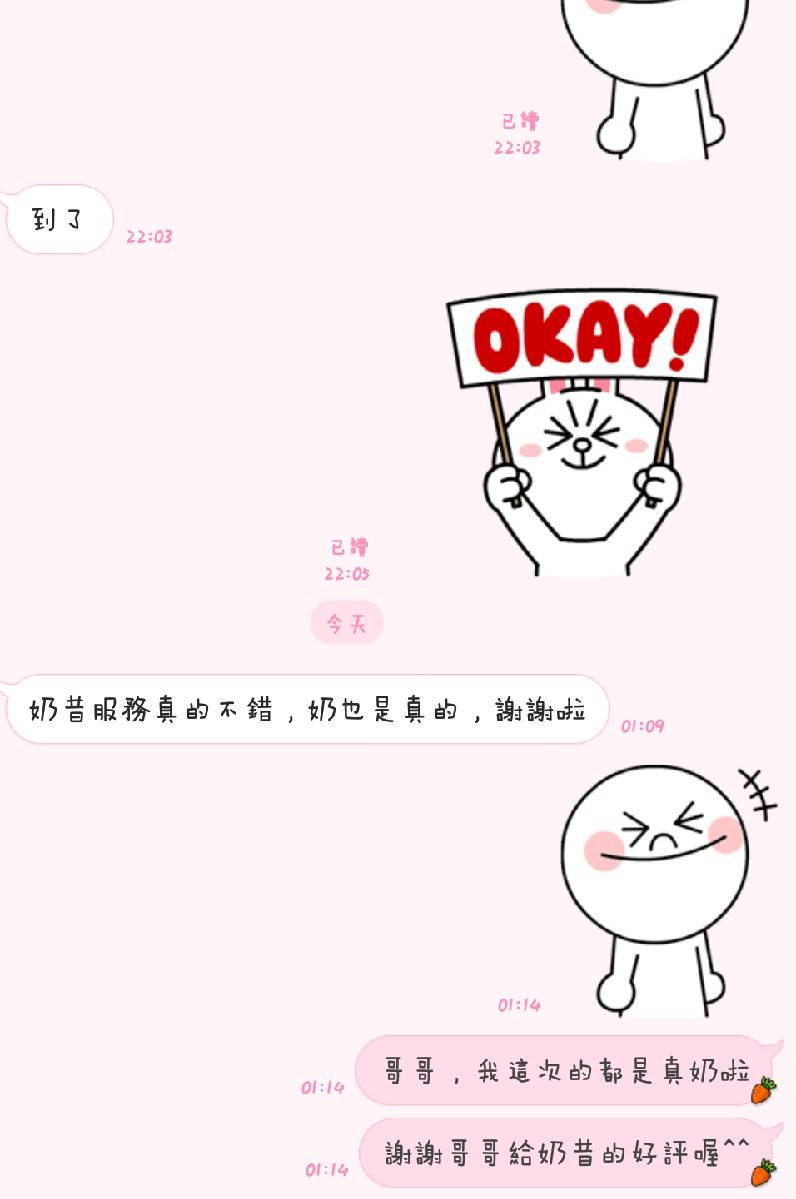 已讀
22:03
到了
22:03
OKAY!
已讀
22:05
今天
奶昔服務真的不錯，奶也是真的，謝謝啦
01:09
01:14
哥哥，我這次的都是真奶啦
01:14
謝謝哥哥給奶昔的好評喔^^
01:14